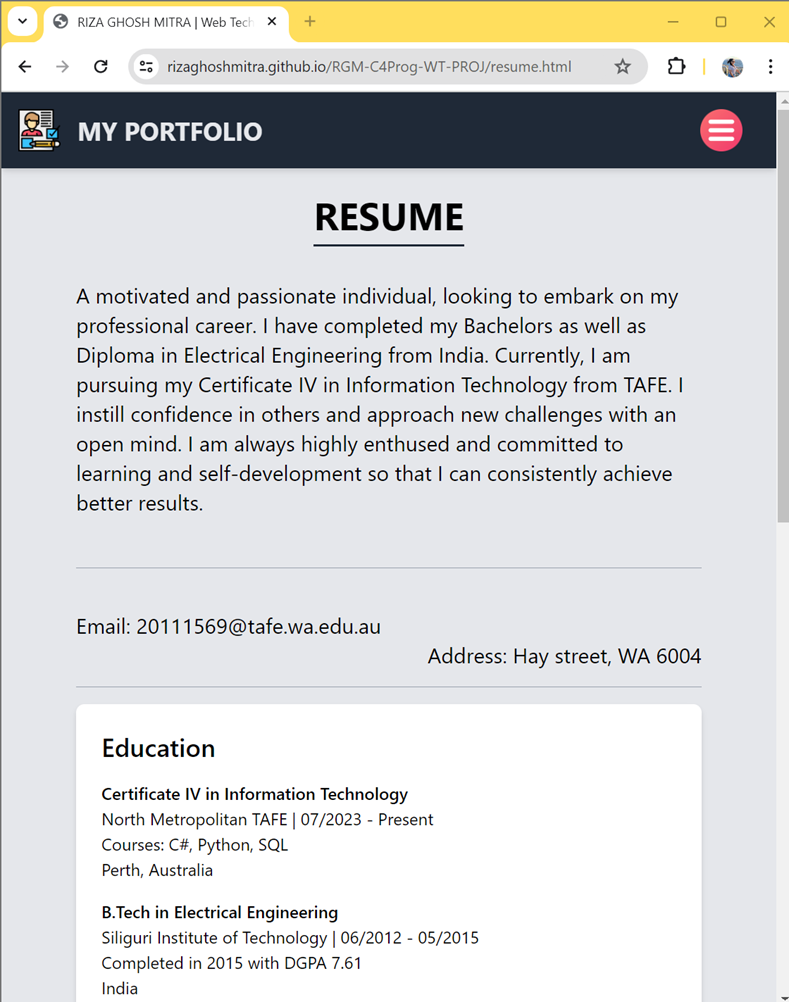 RIZA GHOSH MITRA | Web Tech
rizaghoshmitra.github.io/RGM-C4Prog-WT-PROJ/resume.html
MY PORTFOLIO
RESUME
A motivated and passionate individual, looking to embark on my
professional career. I have completed my Bachelors as well as
Diploma in Electrical Engineering from India. Currently, I am
pursuing my Certificate IV in Information Technology from TAFE. I
instill confidence in others and approach new challenges with an
open mind. I am always highly enthused and committed to
learning and self-development so that I can consistently achieve
better results.
Email: 20111569@tafe.wa.edu.au
Address: Hay street, WA 6004
Education
Certificate IV in Information Technology
North Metropolitan TAFE | 07/2023 - Present
Courses: C#, Python, SQL
Perth, Australia
B.Tech in Electrical Engineering
Siliguri Institute of Technology | 06/2012 - 05/2015
Completed in 2015 with DGPA 7.61
India